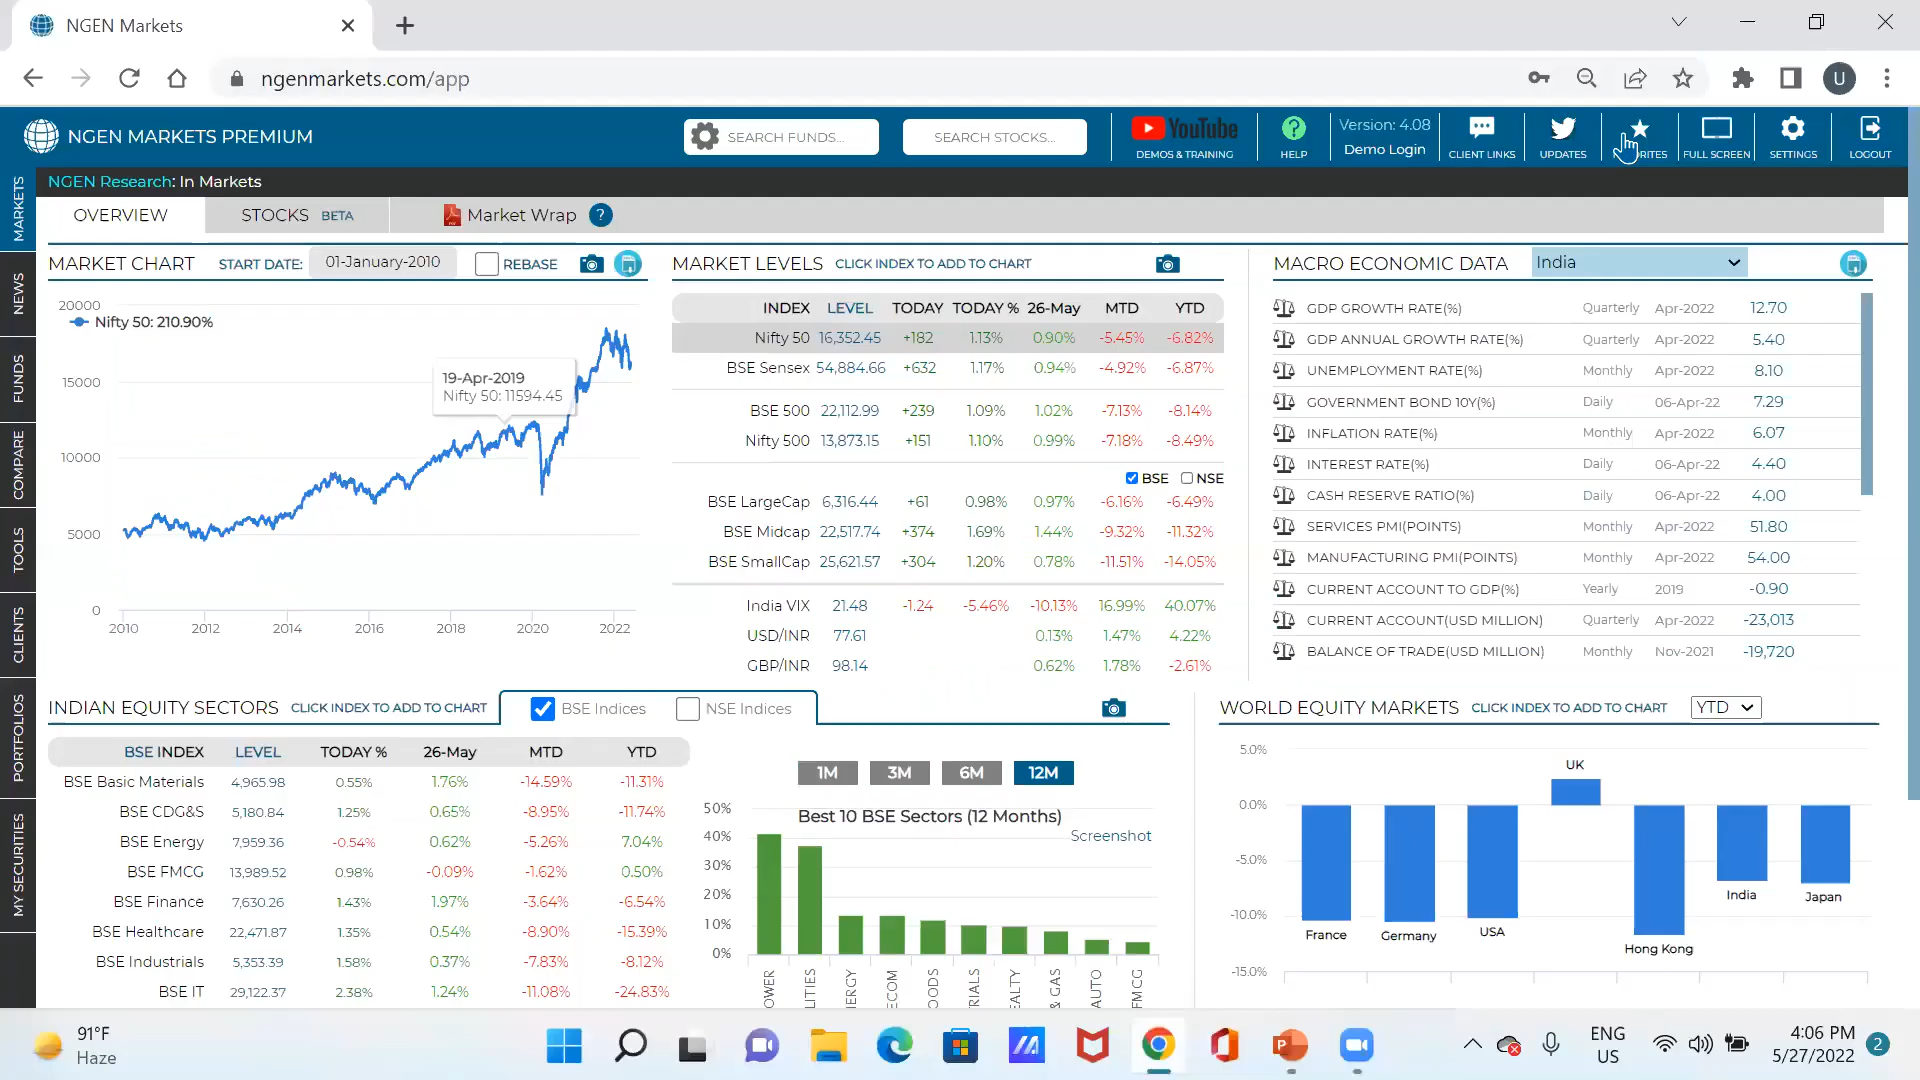 NGEN Markets
ngenmarkets.com/app
U
NGEN MARKETS PREMIUM
SEARCH FUNDS...
SEARCH STOCKS...
YouTube
DEMOS & TRAINING
HELP
Version: 4.08
Demo Login
CLIENT LINKS
UPDATES
RITES
FULL SCREEN
SETTINGS
LOGOUT
NGEN Research: In Markets
MARKETS
NEWS
FUNDS
COMPARE
TOOLS
CLIENTS
PORTFOLIOS
MY SECURITIES
OVERVIEW
STOCKS BETA
Market Wrap ?
MARKET CHART START DATE: 01-January-2010 REBASE
20000
Nifty 50: 210.90%
15000
19-Apr-2019
Nifty 50: 11594.45
10000
5000
0
2010 2012 2014 2016 2018 2020 2022
MARKET LEVELS CLICK INDEX TO ADD TO CHART
INDEX LEVEL TODAY TODAY % 26-May MTD YTD
Nifty 50 16,352.45 +182 1.13% 0.90% -5.45% -6.82%
BSE Sensex 54,884.66 +632 1.17% 0.94% -4.92% -6.87%
BSE 500 22,112.99 +239 1.09% 1.02% -7.13% -8.14%
Nifty 500 13,873.15 +151 1.10% 0.99% -7.18% -8.49%
BSE NSE
BSE LargeCap 6,316.44 +61 0.98% 0.97% -6.16% -6.49%
BSE Midcap 22,517.74 +374 1.69% 1.44% -9.32% -11.32%
BSE SmallCap 25,621.57 +304 1.20% 0.78% -11.51% -14.05%
India VIX 21.48 -1.24 -5.46% -10.13% 16.99% 40.07%
USD/INR 77.61 0.13% 1.47% 4.22%
GBP/INR 98.14 0.62% 1.78% -2.61%
MACRO ECONOMIC DATA India
GDP GROWTH RATE(%) Quarterly Apr-2022 12.70
GDP ANNUAL GROWTH RATE(%) Quarterly Apr-2022 5.40
UNEMPLOYMENT RATE(%) Monthly Apr-2022 8.10
GOVERNMENT BOND 10Y(%) Daily 06-Apr-22 7.29
INFLATION RATE(%) Monthly Apr-2022 6.07
INTEREST RATE(%) Daily 06-Apr-22 4.40
CASH RESERVE RATIO(%) Daily 06-Apr-22 4.00
SERVICES PMI(POINTS) Monthly Apr-2022 51.80
MANUFACTURING PMI(POINTS) Monthly Apr-2022 54.00
CURRENT ACCOUNT TO GDP(%) Yearly 2019 -0.90
CURRENT ACCOUNT(USD MILLION) Quarterly Apr-2022 -23,013
BALANCE OF TRADE(USD MILLION) Monthly Nov-2021 -19,720
INDIAN EQUITY SECTORS CLICK INDEX TO ADD TO CHART BSE Indices NSE Indices
BSE INDEX LEVEL TODAY % 26-May MTD YTD
BSE Basic Materials 4,965.98 0.55% 1.76% -14.59% -11.31%
BSE CDG&S 5,180.84 1.25% 0.65% -8.95% -11.74%
BSE Energy 7,959.36 -0.54% 0.62% -5.26% 7.04%
BSE FMCG 13,989.52 0.98% -0.09% -1.62% 0.50%
BSE Finance 7,630.26 1.43% 1.97% -3.64% -6.54%
BSE Healthcare 22,471.87 1.35% 0.54% -8.90% -15.39%
BSE Industrials 5,353.39 1.58% 0.37% -7.83% -8.12%
BSE IT 29,122.37 2.38% 1.24% -11.08% -24.83%
1M 3M 6M 12M
Best 10 BSE Sectors (12 Months)
Screenshot
50%
40%
30%
20%
10%
0%
OWER
LITIES
IERGY
ECOM
OODS
RIALS
EALTY
& GAS
AUTO
FMCG
WORLD EQUITY MARKETS CLICK INDEX TO ADD TO CHART YTD
5.0%
0.0%
-5.0%
-10.0%
-15.0%
France
Germany
USA
UK
Hong Kong
India
Japan
91°F
Haze
ENG
US
4:06 PM
5/27/2022
2